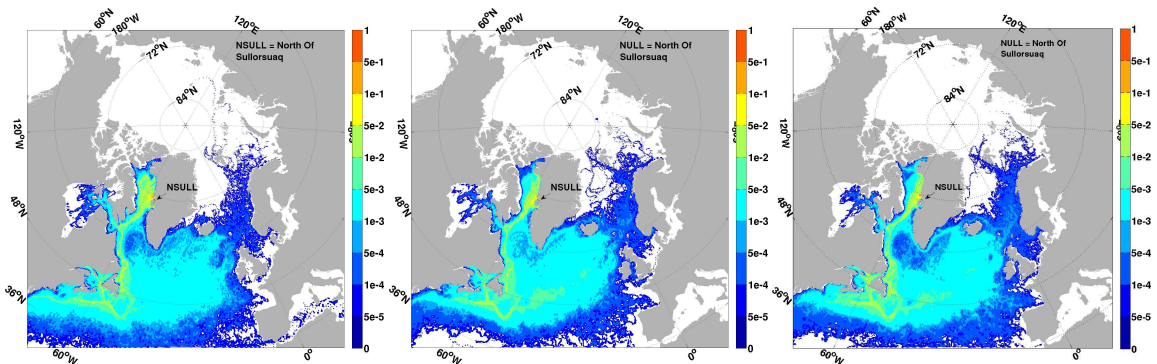 60°N
180°W
120°E
72°N
84°N
NSULL = North Of
Sullorsuaq
120°W
48°N
36°N
60°W
0°
NSULL
1
5e-1
1e-1
5e-2
1e-2
5e-3
1e-3
5e-4
1e-4
5e-5
0
60°N
180°W
120°E
72°N
84°N
NULL = North Of
Sullorsuaq
120°W
48°N
36°N
60°W
0°
NSULL
1
5e-1
1e-1
5e-2
1e-2
5e-3
1e-3
5e-4
1e-4
5e-5
0
60°N
180°W
120°E
72°N
84°N
NULL = North Of
Sullorsuaq
120°W
48°N
36°N
60°W
0°
NSULL
1
5e-1
1e-1
5e-2
1e-2
5e-3
1e-3
5e-4
1e-4
5e-5
0